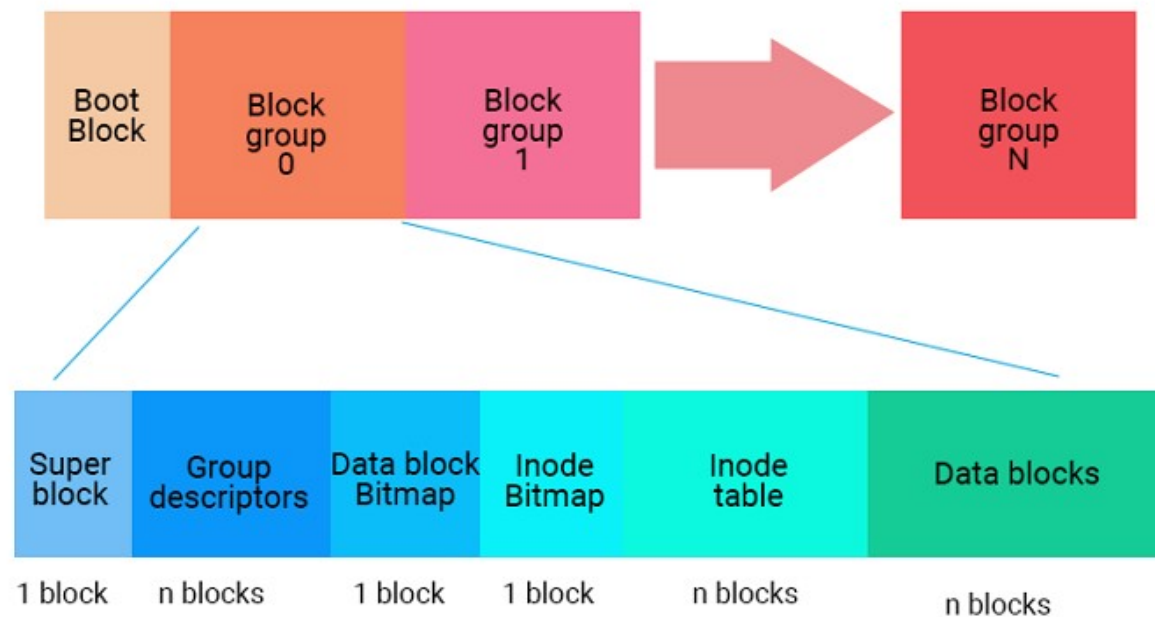 Boot
Block
Block
group
0
Block
group
1
Block
group
N
Super
block
Group
descriptors
Data block
Bitmap
Inode
Bitmap
Inode
table
Data blocks
1 block
n blocks
1 block
1 block
n blocks
n blocks